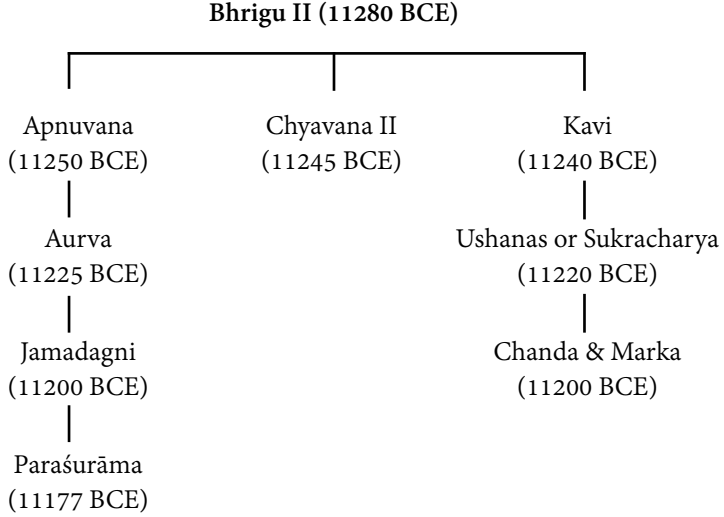 Bhrigu II (11280 BCE)
Apnuvana
(11250 BCE)
Chyavana II
(11245 BCE)
Kavi
(11240 BCE)
Aurva
(11225 BCE)
Ushanas or Sukracharya
(11220 BCE)
Jamadagni
(11200 BCE)
Chanda & Marka
(11200 BCE)
Paraśurāma
(11177 BCE)